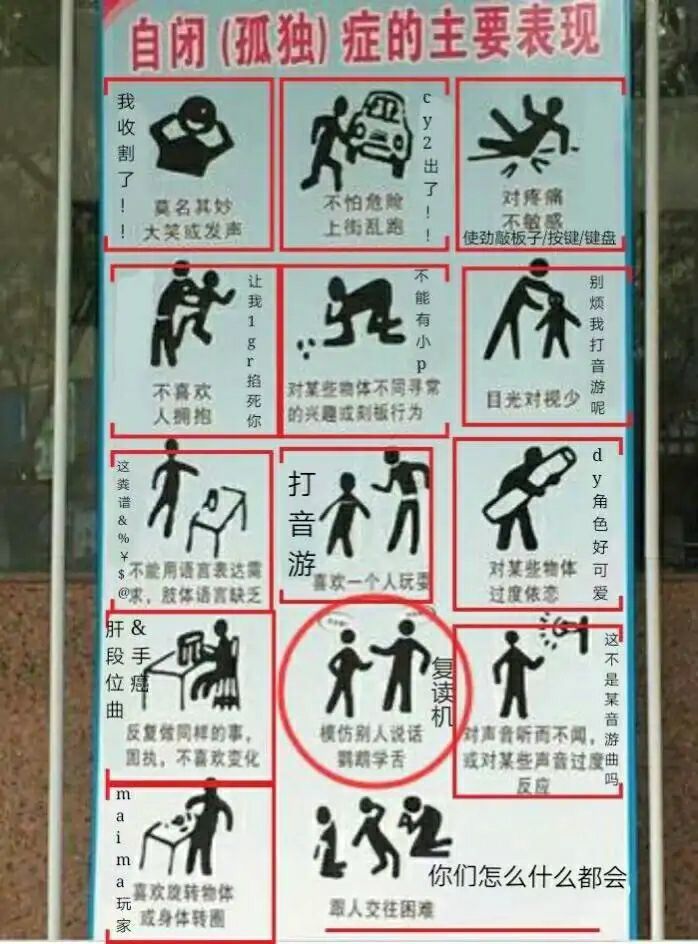 自闭(孤独)症的主要表现
我收割了!!
莫名其妙
大笑或发声
不怕危险
上街乱跑
cy2出了!!
对疼痛
不敏感
使劲敲板子/按键/键盘
不喜欢
人拥抱
让我1gr掐死你
对某些物体不同寻常
的兴趣或刻板行为
不能有小p
目光对视少
别烦我打音游呢
这粪谱&%¥$@
不能用语言表达需
求,肢体语言缺乏
打音游
喜欢一个人玩耍
对某些物体
过度依恋
dy角色好可爱
肝段位曲
&手癌
反复做同样的事,
固执,不喜欢变化
模仿别人说话
鹦鹉学舌
复读机
对声音听而不闻,
或对某些声音过度
反应
这不是某音游曲吗
maima玩家
喜欢旋转物体
或身体转圈
你们怎么什么都会
跟人交往困难